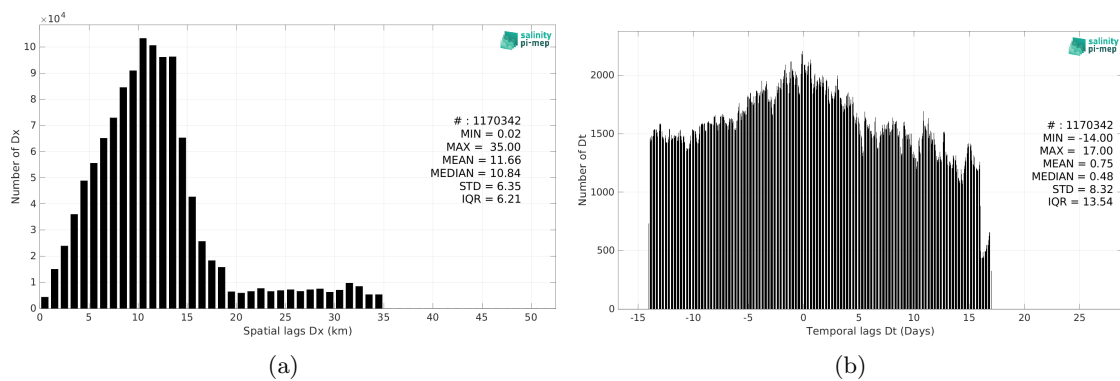 ×10⁴
10
9
8
7
6
5
4
3
2
1
0
Number of Dx
salinity
pi-mep
# : 1170342
MIN = 0.02
MAX = 35.00
MEAN = 11.66
MEDIAN = 10.84
STD = 6.35
IQR = 6.21
0 5 10 15 20 25 30 35 40 45 50
Spatial lags Dx (km)
(a)
2000
1500
1000
500
0
Number of Dt
salinity
pi-mep
# : 1170342
MIN = -14.00
MAX = 17.00
MEAN = 0.75
MEDIAN = 0.48
STD = 8.32
IQR = 13.54
-15 -10 -5 0 5 10 15 20 25
Temporal lags Dt (Days)
(b)